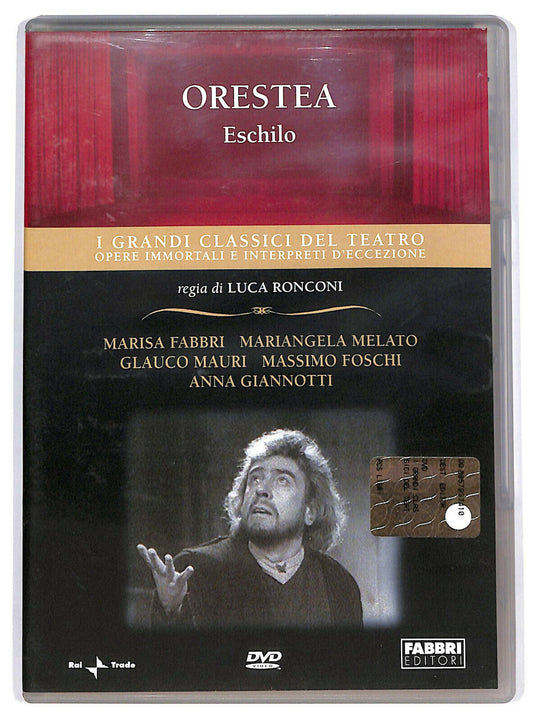 ORESTEA
Eschilo
I GRANDI CLASSICI DEL TEATRO
OPERE IMMORTALI E INTERPRETI D'ECCEZIONE
regia di LUCA RONCONI
MARISA FABBRI MARIANGELA MELATO
GLAUCO MAURI MASSIMO FOSCHI
ANNA GIANNOTTI
Rai Trade
DVD
VIDEO
FABBRI
EDITORI